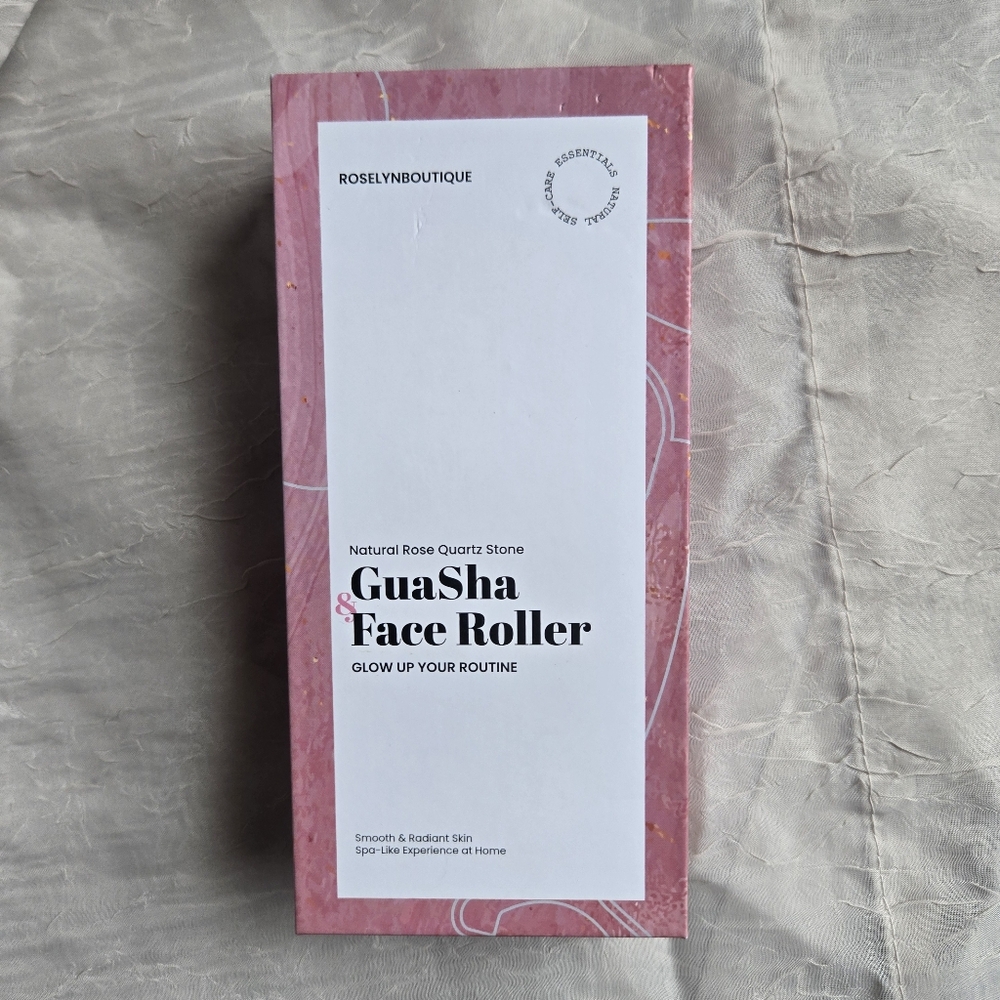 ROSELYNBOUTIQUE
SELF-CARE ESSENTIALS NATURAL
Natural Rose Quartz Stone
GuaSha
&
Face Roller
GLOW UP YOUR ROUTINE
Smooth & Radiant Skin
Spa-Like Experience at Home